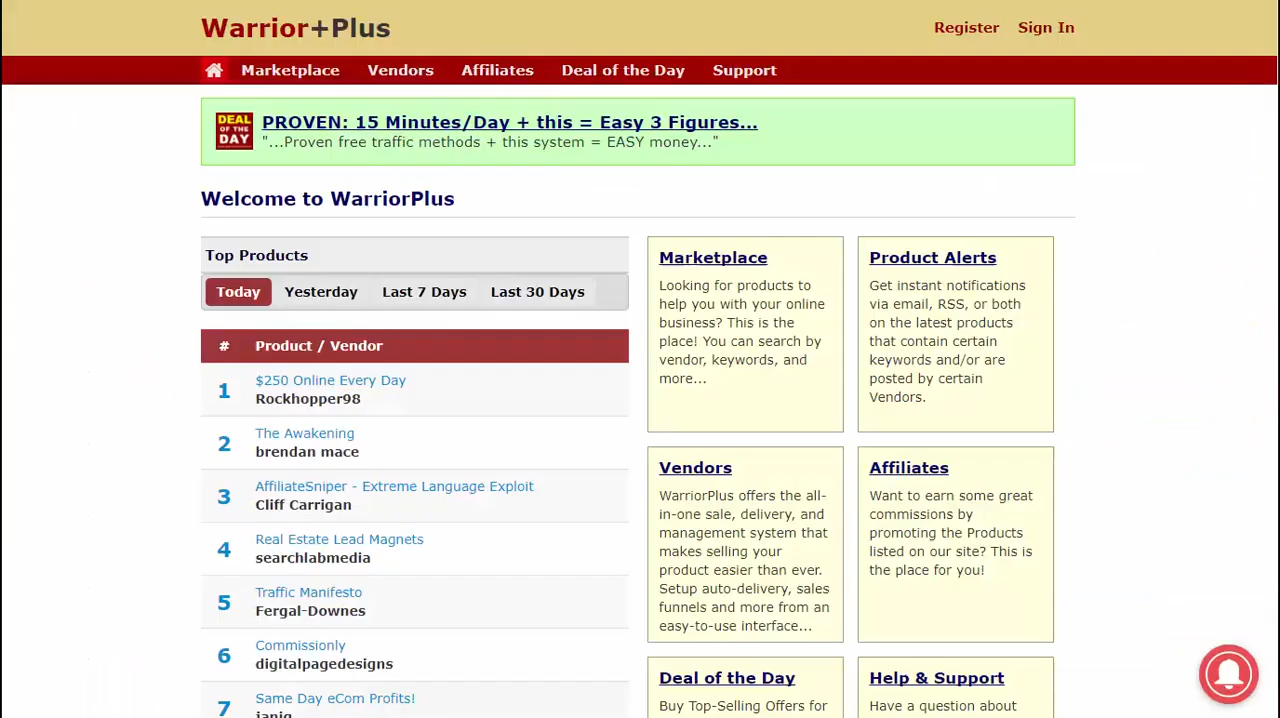 Warrior+Plus
Register Sign In
Marketplace Vendors Affiliates Deal of the Day Support
DEAL
OF THE
DAY
PROVEN: 15 Minutes/Day + this = Easy 3 Figures...
"...Proven free traffic methods + this system = EASY money..."
Welcome to WarriorPlus
Top Products
Today Yesterday Last 7 Days Last 30 Days
# Product / Vendor
1 $250 Online Every Day
Rockhopper98
2 The Awakening
brendan mace
3 AffiliateSniper - Extreme Language Exploit
Cliff Carrigan
4 Real Estate Lead Magnets
searchlabmedia
5 Traffic Manifesto
Fergal-Downes
6 Commissionly
digitalpagedesigns
7 Same Day eCom Profits!
Marketplace
Looking for products to
help you with your online
business? This is the
place! You can search by
vendor, keywords, and
more...
Product Alerts
Get instant notifications
via email, RSS, or both
on the latest products
that contain certain
keywords and/or are
posted by certain
Vendors.
Vendors
WarriorPlus offers the all-
in-one sale, delivery, and
management system that
makes selling your
product easier than ever.
Setup auto-delivery, sales
funnels and more from an
easy-to-use interface...
Affiliates
Want to earn some great
commissions by
promoting the Products
listed on our site? This is
the place for you!
Deal of the Day
Buy Top-Selling Offers for
Help & Support
Have a question about